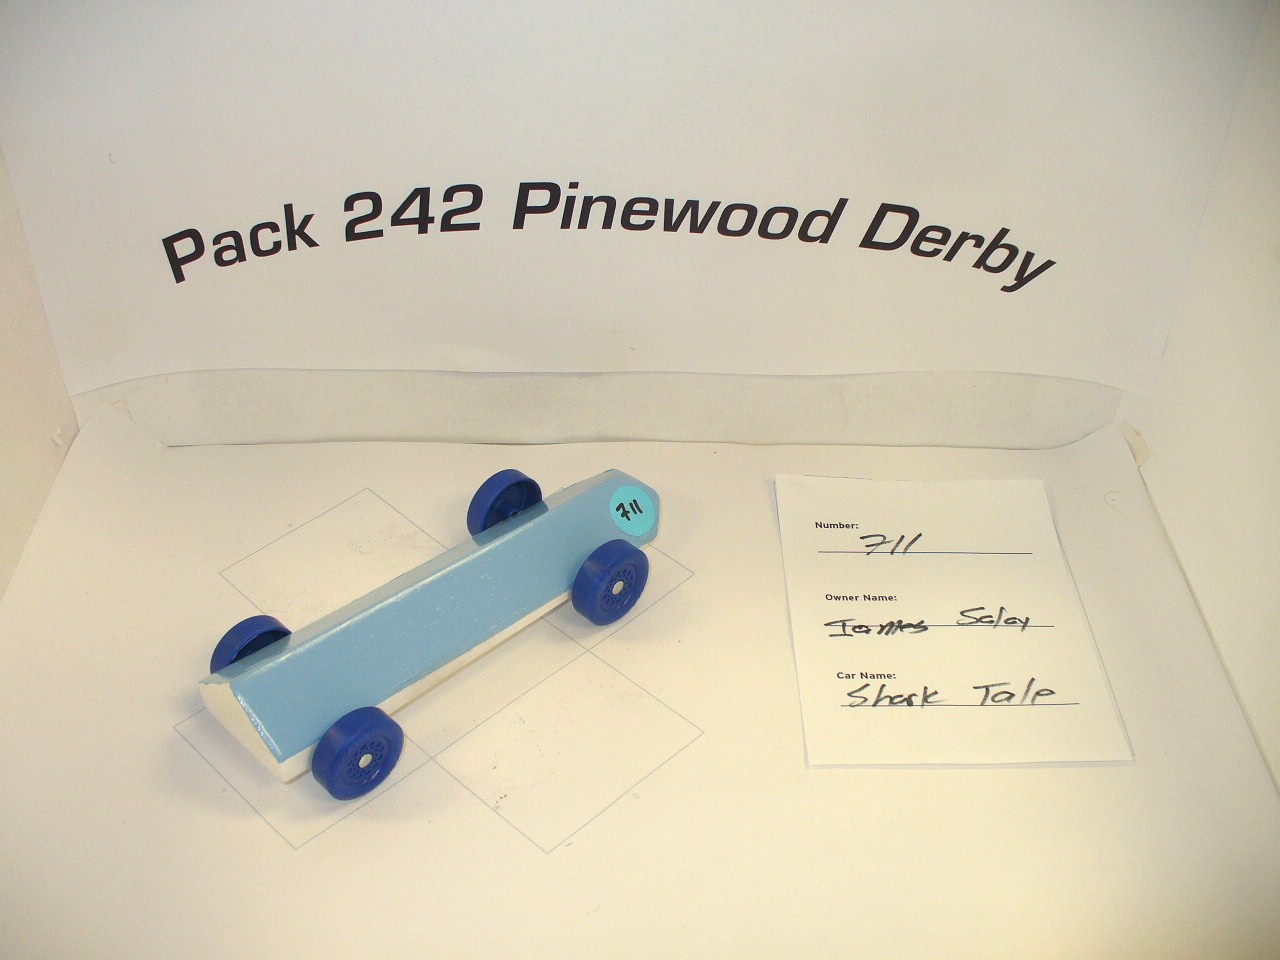 Pack 242 Pinewood Derby
711
Number:
711
Owner Name:
James Salay
Car Name:
Shark Tale